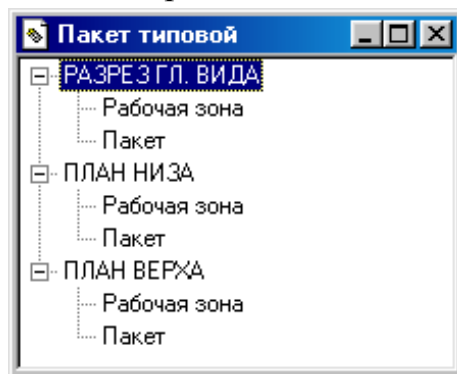 Пакет типовой
РАЗРЕЗ ГЛ. ВИДА
Рабочая зона
Пакет
ПЛАН НИЗА
Рабочая зона
Пакет
ПЛАН ВЕРХА
Рабочая зона
Пакет